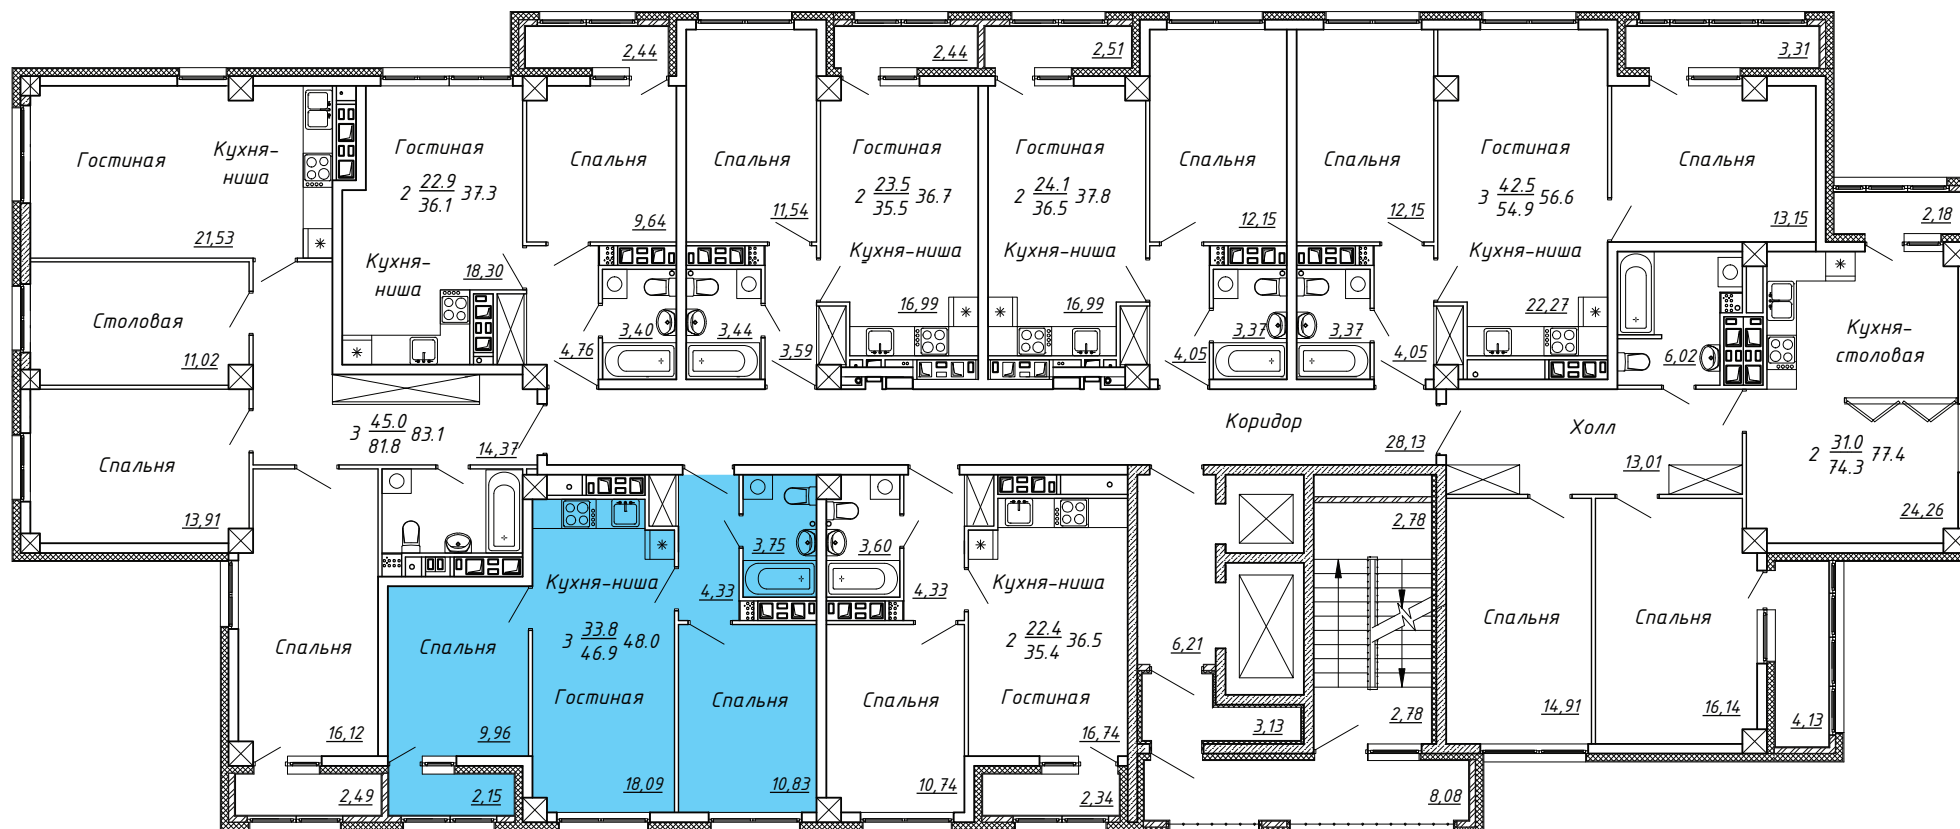 2,44
2,44
2,51
3,31
Гостиная
Кухня-
ниша
21,53
Гостиная
2 22.9 37.3
36.1
Кухня-
ниша
18,30
Спальня
9,64
Спальня
11,54
Гостиная
2 23.5 36.7
35.5
Кухня-ниша
16,99
Гостиная
2 24.1 37.8
36.5
Кухня-ниша
16,99
Спальня
12,15
Спальня
12,15
Гостиная
3 42.5 56.6
54.9
Кухня-ниша
22,27
Спальня
13,15
2,18
Столовая
11,02
4,76
3,40
3,44
3,59
3,37
4,05
3,37
4,05
6,02
Кухня-
столовая
3 45.0 83.1
81.8
14,37
Коридор
28,13
Холл
13,01
2 31.0 77.4
74.3
24,26
Спальня
13,91
3,75
4,33
3,60
4,33
2,78
Кухня-ниша
3 33.8 48.0
46.9
Гостиная
18,09
Кухня-ниша
2 22.4 36.5
35.4
Гостиная
16,74
Спальня
16,12
Спальня
9,96
Спальня
10,83
Спальня
10,74
6,21
3,13
2,78
Спальня
14,91
Спальня
16,14
4,13
2,49
2,15
2,34
8,08